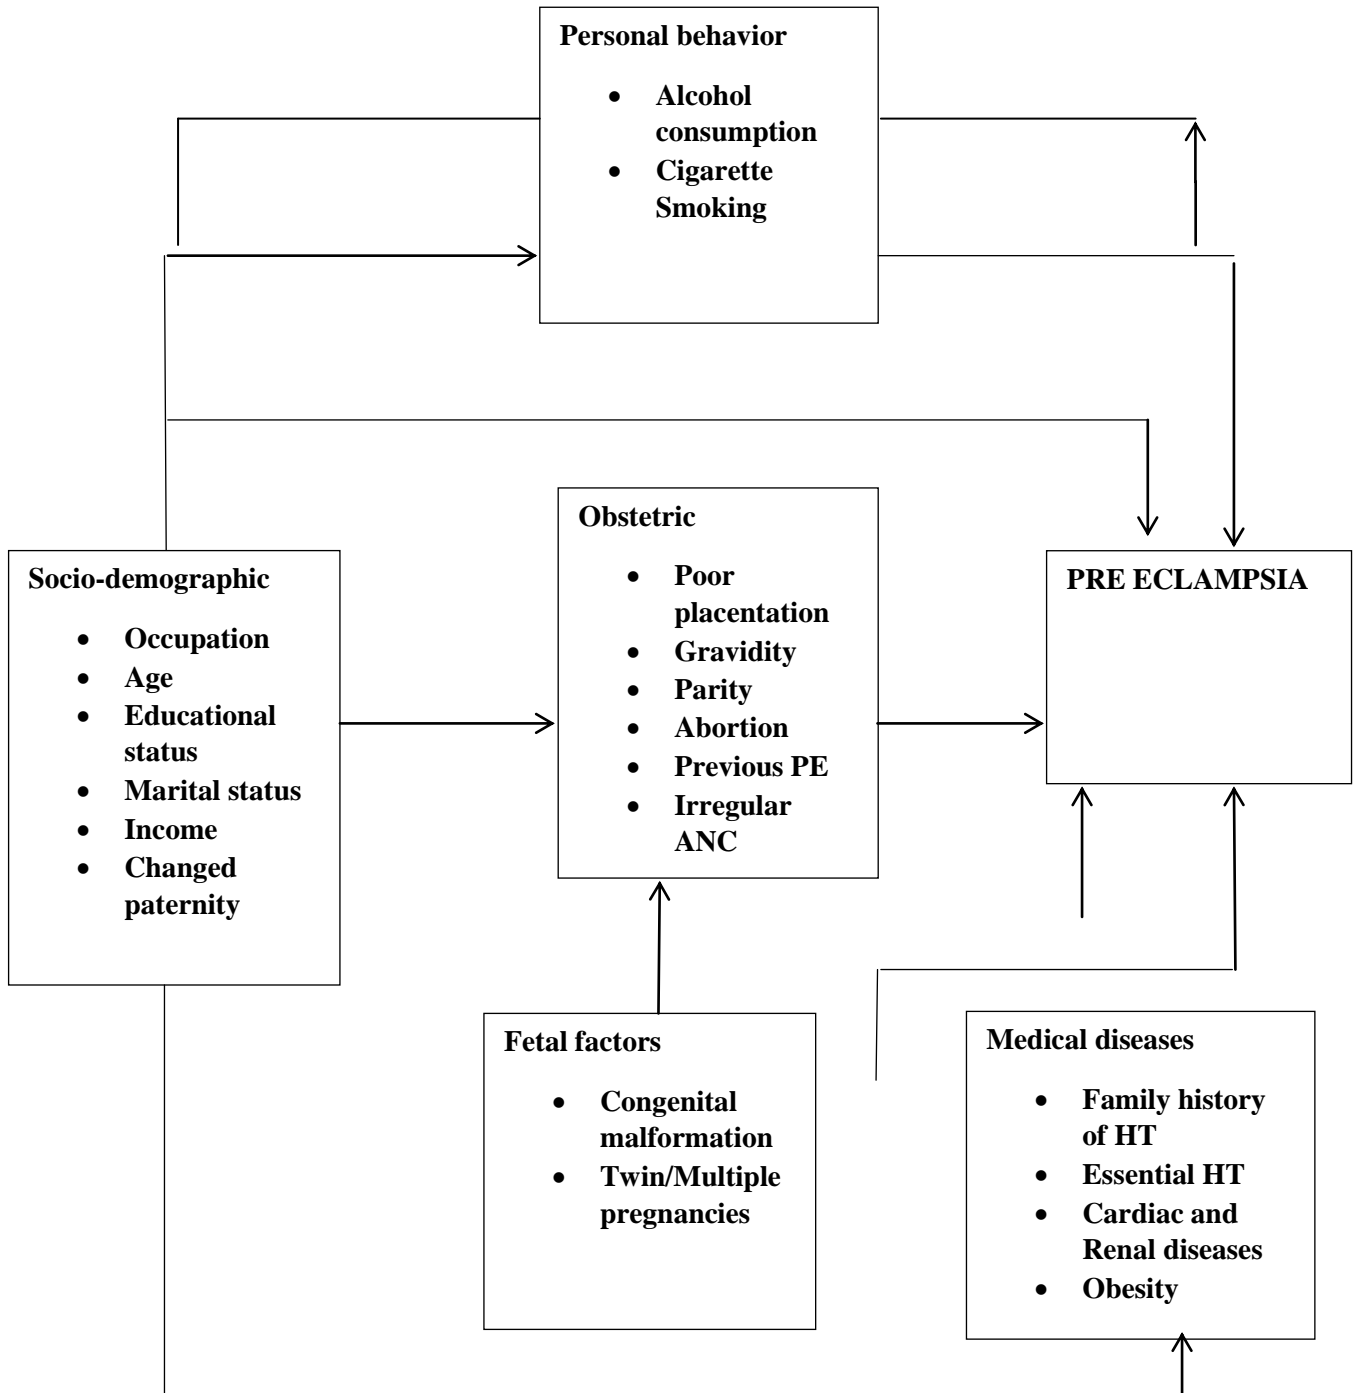 Personal behavior
• Alcohol
consumption
• Cigarette
Smoking
Obstetric
• Poor
placentation
• Gravidity
• Parity
• Abortion
• Previous PE
• Irregular
ANC
Socio-demographic
• Occupation
• Age
• Educational
status
• Marital status
• Income
• Changed
paternity
PRE ECLAMPSIA
Fetal factors
• Congenital
malformation
• Twin/Multiple
pregnancies
Medical diseases
• Family history
of HT
• Essential HT
• Cardiac and
Renal diseases
• Obesity